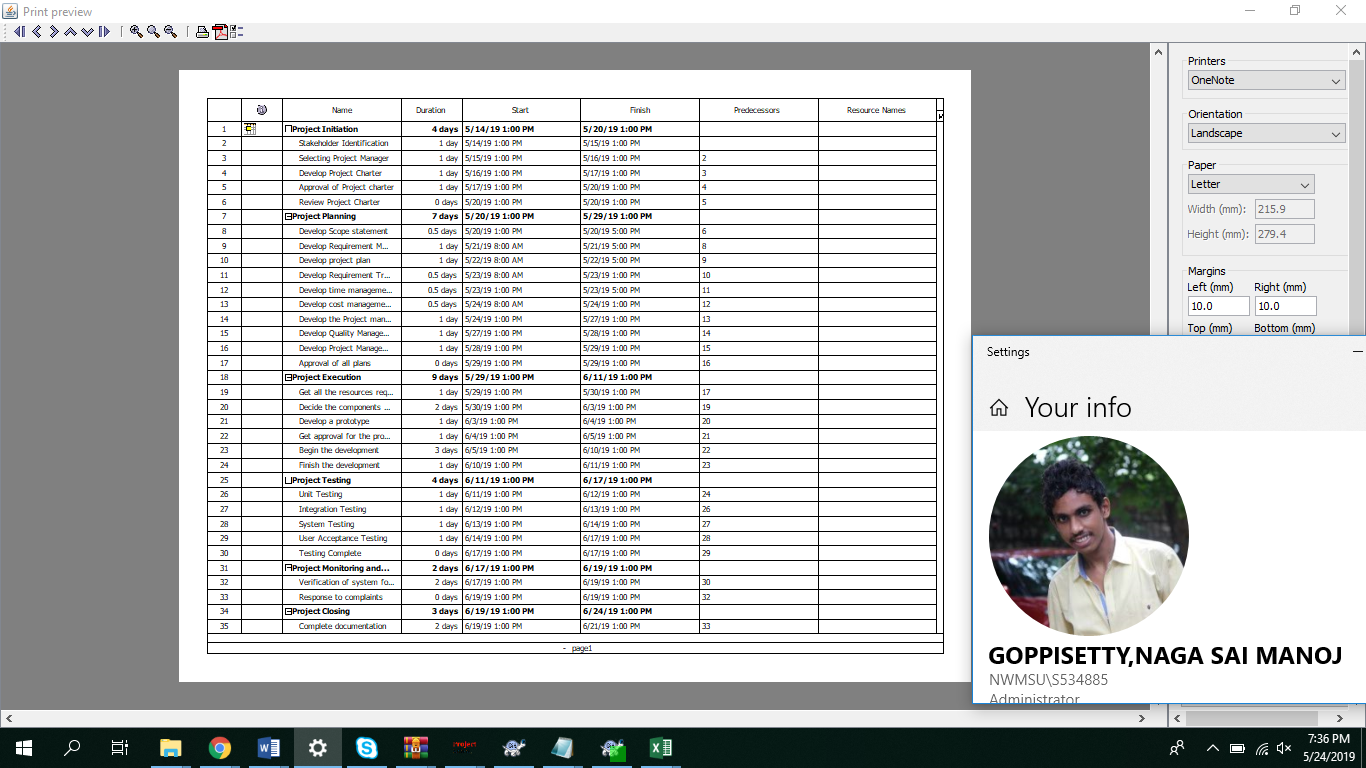 Print preview
Printers
OneNote
Orientation
Landscape
Paper
Letter
Width (mm): 215.9
Height (mm): 279.4
Margins
Left (mm) Right (mm)
10.0 10.0
Top (mm) Bottom (mm)
Name Duration Start Finish Predecessors Resource Names
1 Project Initiation 4 days 5/14/19 1:00 PM 5/20/19 1:00 PM
2 Stakeholder Identification 1 day 5/14/19 1:00 PM 5/15/19 1:00 PM
3 Selecting Project Manager 1 day 5/15/19 1:00 PM 5/16/19 1:00 PM 2
4 Develop Project Charter 1 day 5/16/19 1:00 PM 5/17/19 1:00 PM 3
5 Approval of Project charter 1 day 5/17/19 1:00 PM 5/20/19 1:00 PM 4
6 Review Project Charter 0 days 5/20/19 1:00 PM 5/20/19 1:00 PM 5
7 Project Planning 7 days 5/20/19 1:00 PM 5/29/19 1:00 PM
8 Develop Scope statement 0.5 days 5/20/19 1:00 PM 5/20/19 5:00 PM 6
9 Develop Requirement M... 1 day 5/21/19 8:00 AM 5/21/19 5:00 PM 8
10 Develop project plan 1 day 5/22/19 8:00 AM 5/22/19 5:00 PM 9
11 Develop Requirement Tr... 0.5 days 5/23/19 8:00 AM 5/23/19 1:00 PM 10
12 Develop time manageme... 0.5 days 5/23/19 1:00 PM 5/23/19 5:00 PM 11
13 Develop cost manageme... 0.5 days 5/24/19 8:00 AM 5/24/19 1:00 PM 12
14 Develop the Project man... 1 day 5/24/19 1:00 PM 5/27/19 1:00 PM 13
15 Develop Quality Manage... 1 day 5/27/19 1:00 PM 5/28/19 1:00 PM 14
16 Develop Project Manage... 1 day 5/28/19 1:00 PM 5/29/19 1:00 PM 15
17 Approval of all plans 0 days 5/29/19 1:00 PM 5/29/19 1:00 PM 16
18 Project Execution 9 days 5/29/19 1:00 PM 6/11/19 1:00 PM
19 Get all the resources req... 1 day 5/29/19 1:00 PM 5/30/19 1:00 PM 17
20 Decide the components ... 2 days 5/30/19 1:00 PM 6/3/19 1:00 PM 19
21 Develop a prototype 1 day 6/3/19 1:00 PM 6/4/19 1:00 PM 20
22 Get approval for the pro... 1 day 6/4/19 1:00 PM 6/5/19 1:00 PM 21
23 Begin the development 3 days 6/5/19 1:00 PM 6/10/19 1:00 PM 22
24 Finish the development 1 day 6/10/19 1:00 PM 6/11/19 1:00 PM 23
25 Project Testing 4 days 6/11/19 1:00 PM 6/17/19 1:00 PM
26 Unit Testing 1 day 6/11/19 1:00 PM 6/12/19 1:00 PM 24
27 Integration Testing 1 day 6/12/19 1:00 PM 6/13/19 1:00 PM 26
28 System Testing 1 day 6/13/19 1:00 PM 6/14/19 1:00 PM 27
29 User Acceptance Testing 1 day 6/14/19 1:00 PM 6/17/19 1:00 PM 28
30 Testing Complete 0 days 6/17/19 1:00 PM 6/17/19 1:00 PM 29
31 Project Monitoring and... 2 days 6/17/19 1:00 PM 6/19/19 1:00 PM
32 Verification of system fo... 2 days 6/17/19 1:00 PM 6/19/19 1:00 PM 30
33 Response to complaints 0 days 6/19/19 1:00 PM 6/19/19 1:00 PM 32
34 Project Closing 3 days 6/19/19 1:00 PM 6/24/19 1:00 PM
35 Complete documentation 2 days 6/19/19 1:00 PM 6/21/19 1:00 PM 33
- page1
Settings
Your info
GOPPISETTY,NAGA SAI MANOJ
NWMSU\S534885
Administrator
7:36 PM
5/24/2019